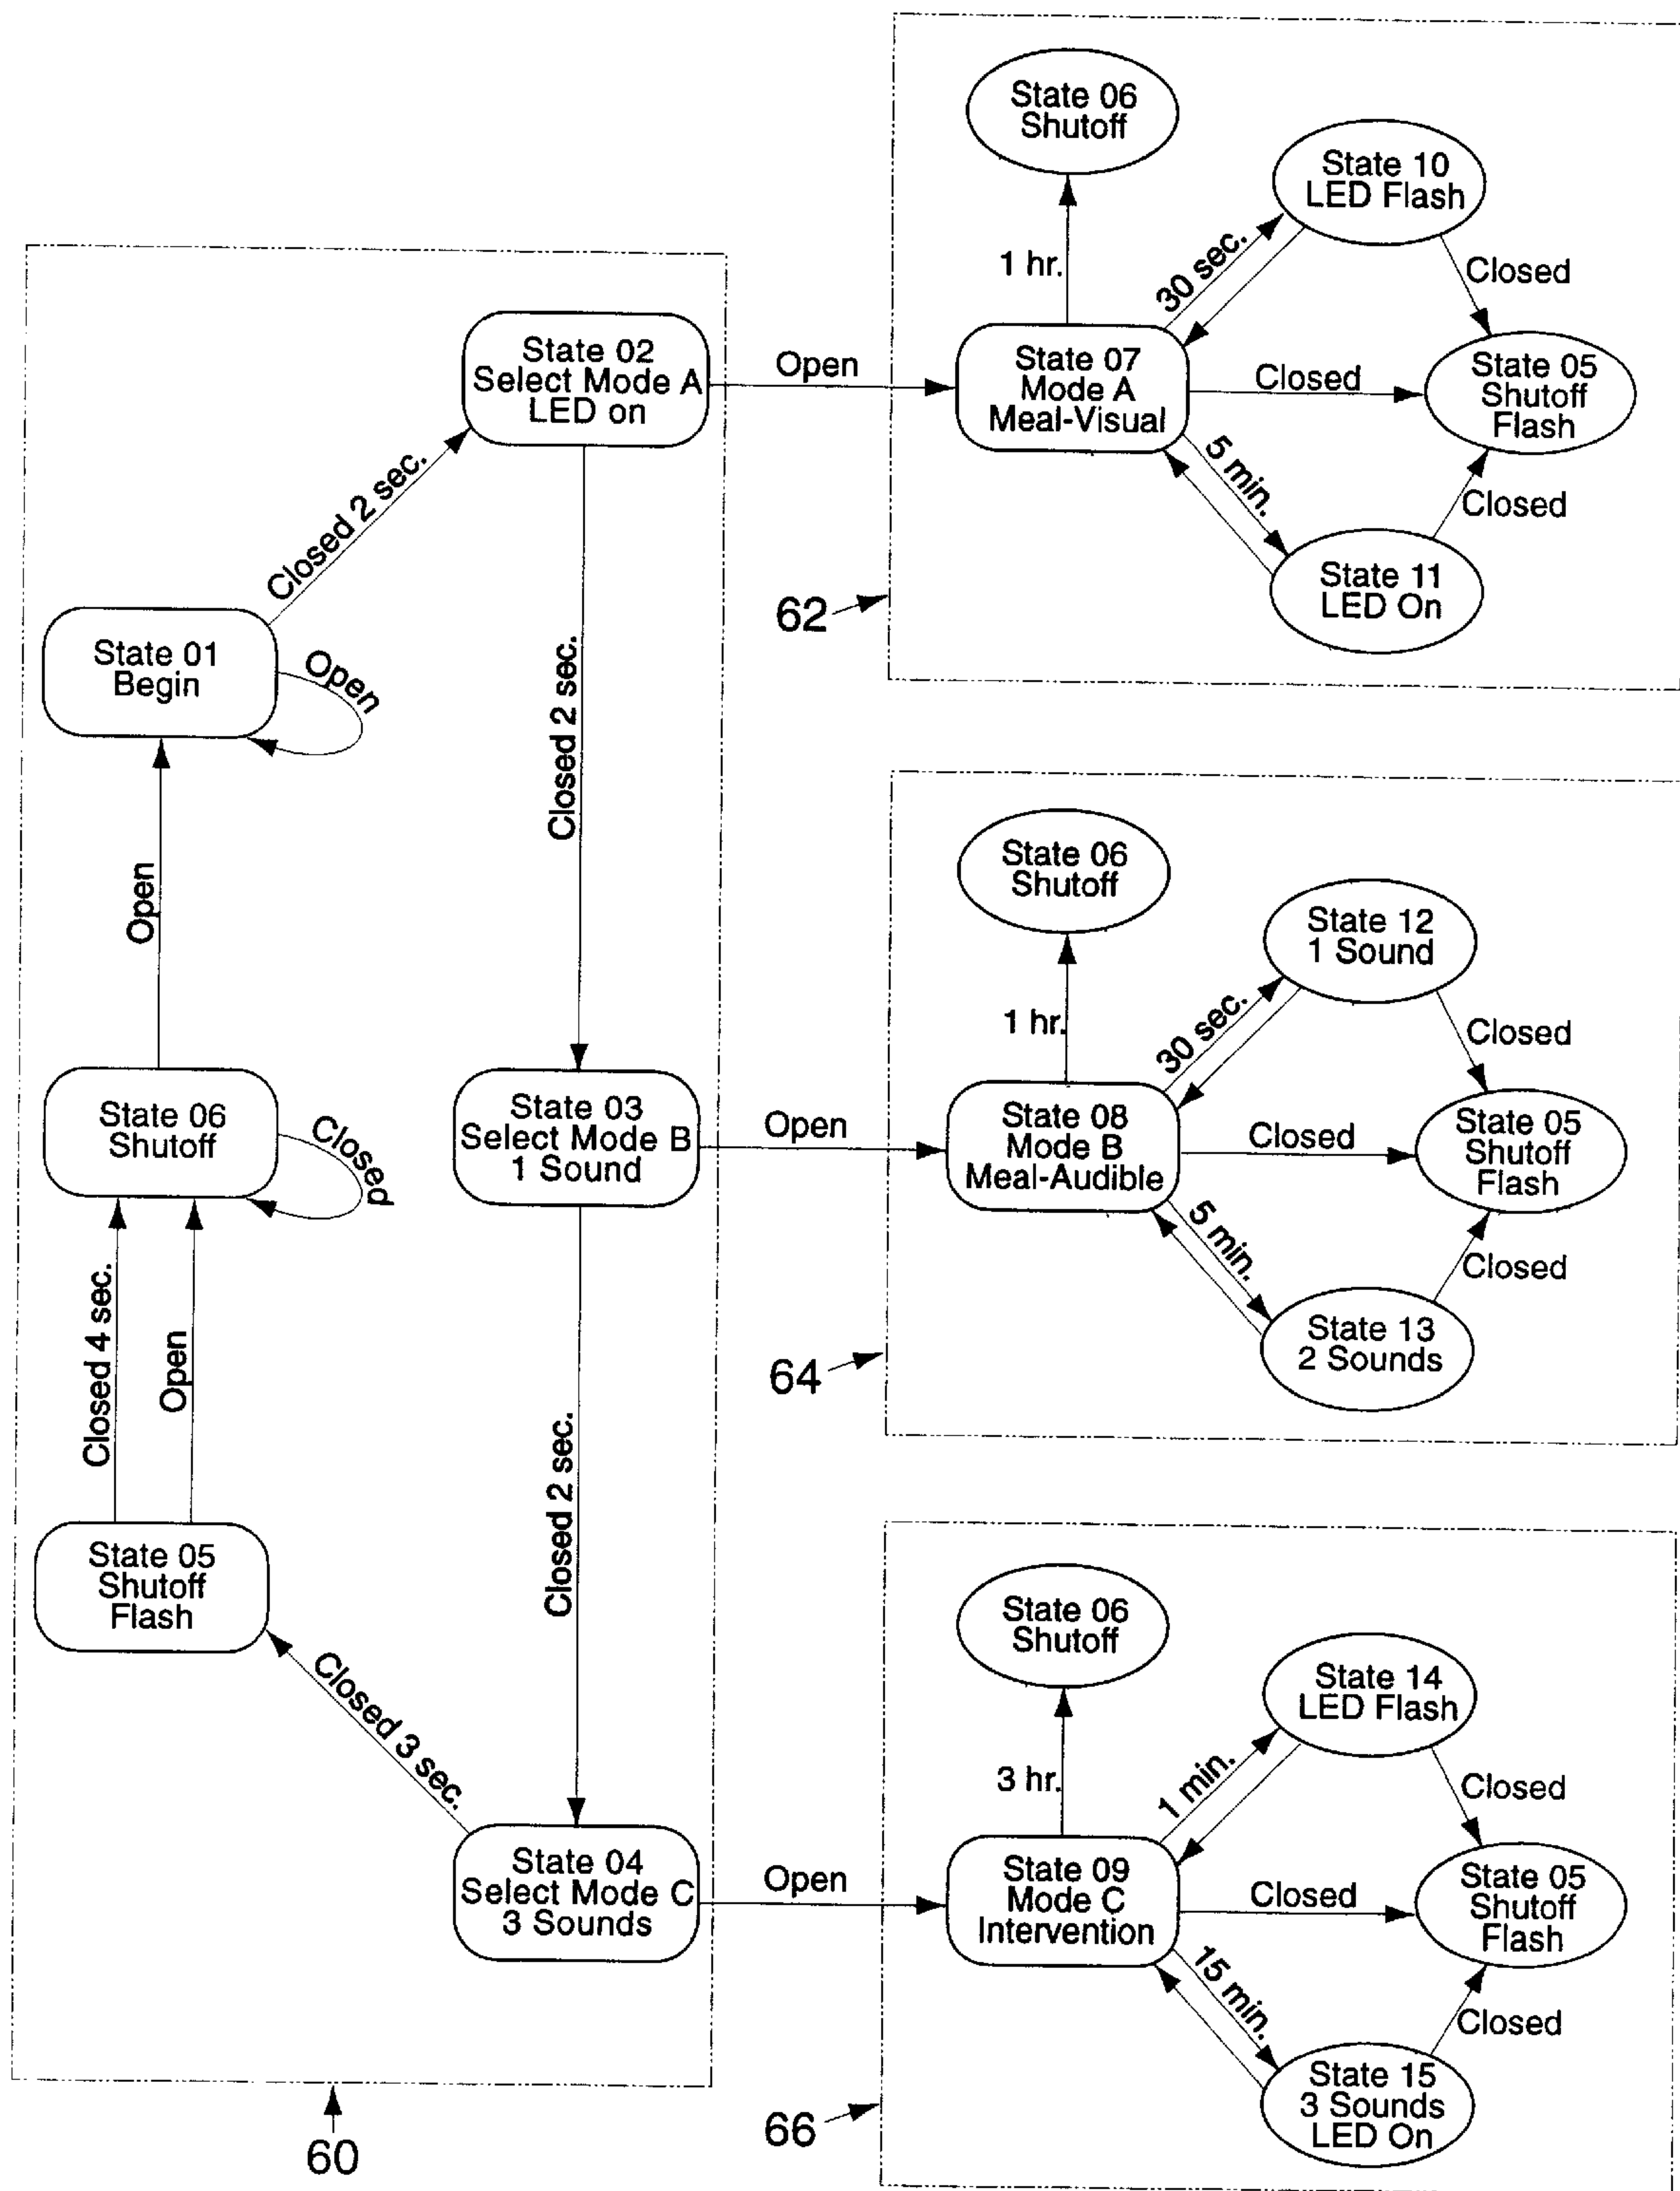 State 06
Shutoff
State 10
LED Flash
1 hr.
30 sec.
Closed
State 02
Select Mode A
LED on
Open
State 07
Mode A
Meal-Visual
Closed
State 05
Shutoff
Flash
5 min.
Closed
State 11
LED On
62
Closed 2 sec.
State 01
Begin
Open
Closed 2 sec.
Open
State 06
Shutoff
Closed
State 03
Select Mode B
1 Sound
Open
State 06
Shutoff
State 12
1 Sound
1 hr.
30 sec.
Closed
State 08
Mode B
Meal-Audible
Closed
State 05
Shutoff
Flash
5 min.
Closed
State 13
2 Sounds
64
Closed 4 sec.
Open
State 05
Shutoff
Flash
Closed 2 sec.
Closed 3 sec.
State 04
Select Mode C
3 Sounds
Open
State 06
Shutoff
State 14
LED Flash
3 hr.
1 min.
Closed
State 09
Mode C
Intervention
Closed
State 05
Shutoff
Flash
15 min.
Closed
State 15
3 Sounds
LED On
66
60